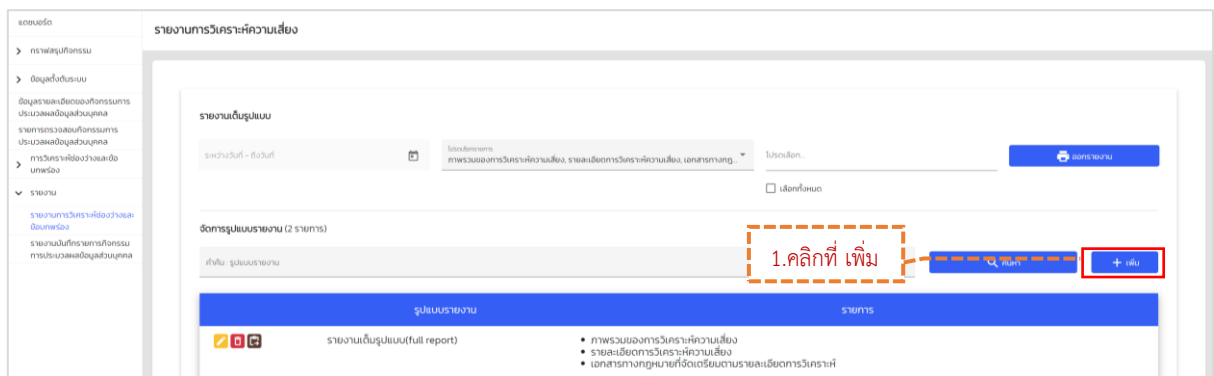 แดชบอร์ด
รายงานการวิเคราะห์ความเสี่ยง
กราฟสรุปกิจกรรม
ข้อมูลตั้งต้นระบบ
ข้อมูลรายละเอียดของกิจกรรมการ
ประมวลผลข้อมูลส่วนบุคคล
รายการตรวจสอบกิจกรรมการ
ประมวลผลข้อมูลส่วนบุคคล
การวิเคราะห์ช่องว่างและข้อ
บกพร่อง
รายงาน
รายงานการวิเคราะห์ช่องว่างและ
ข้อบกพร่อง
รายงานบันทึกรายการกิจกรรม
การประมวลผลข้อมูลส่วนบุคคล
รายงานเต็มรูปแบบ
ระหว่างวันที่ - ถึงวันที่
โปรดเลือกรายการ
ภาพรวมของการวิเคราะห์ความเสี่ยง, รายละเอียดการวิเคราะห์ความเสี่ยง, เอกสารทางกฎ...
โปรดเลือก..
ออกรายงาน
เลือกทั้งหมด
จัดการรูปแบบรายงาน (2 รายการ)
คำค้น : รูปแบบรายงาน
1.คลิกที่ เพิ่ม
ค้นหา
+ เพิ่ม
รูปแบบรายงาน รายการ
รายงานเต็มรูปแบบ(full report)
• ภาพรวมของการวิเคราะห์ความเสี่ยง
• รายละเอียดการวิเคราะห์ความเสี่ยง
• เอกสารทางกฎหมายที่จัดเตรียมตามรายละเอียดการวิเคราะห์